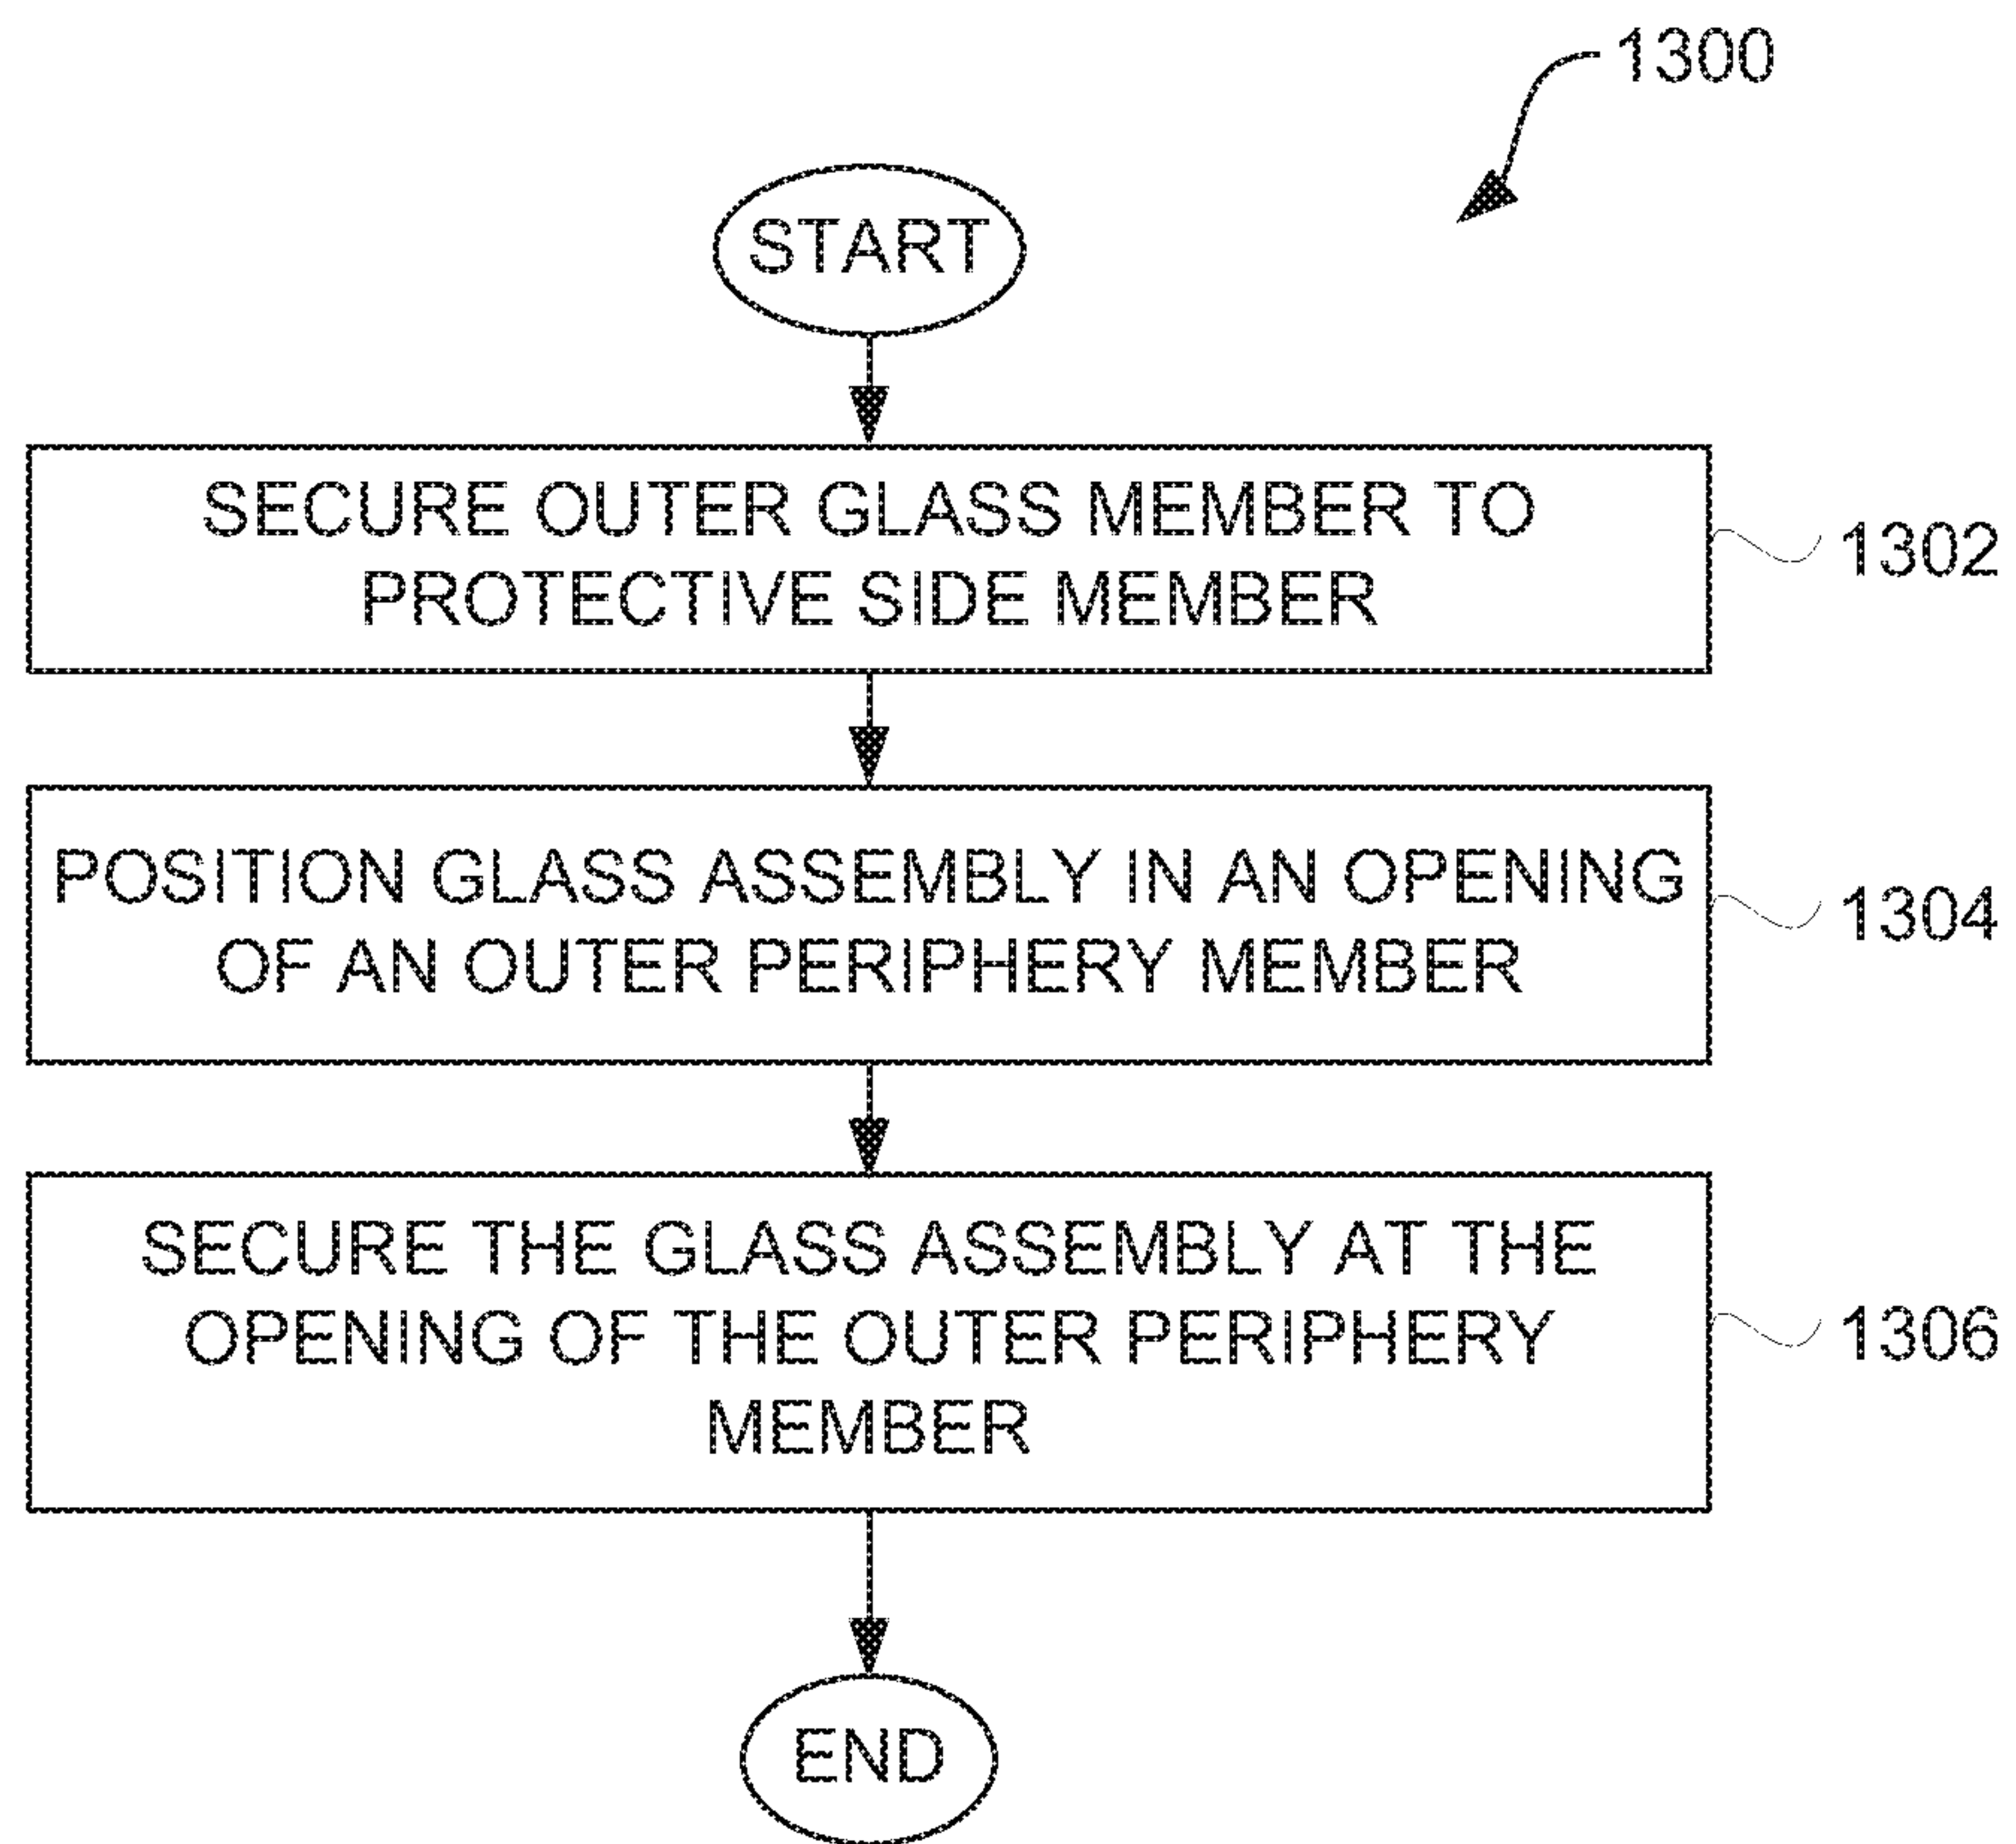 1300
START
SECURE OUTER GLASS MEMBER TO
PROTECTIVE SIDE MEMBER
1302
POSITION GLASS ASSEMBLY IN AN OPENING
OF AN OUTER PERIPHERY MEMBER
1304
SECURE THE GLASS ASSEMBLY AT THE
OPENING OF THE OUTER PERIPHERY
MEMBER
1306
END